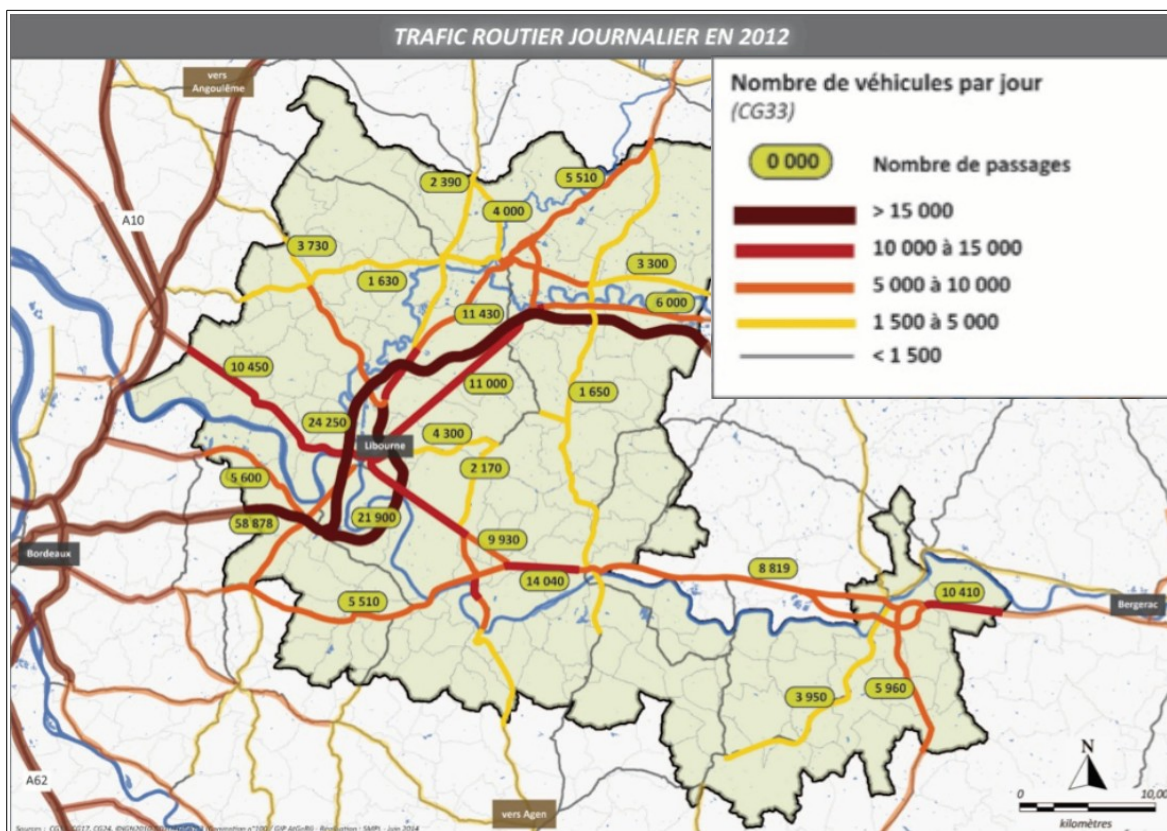 TRAFIC ROUTIER JOURNALIER EN 2012
vers
Angoulême
Nombre de véhicules par jour
(CG33)
0 000
Nombre de passages
> 15 000
10 000 à 15 000
5 000 à 10 000
1 500 à 5 000
< 1 500
A10
2 390
5 510
4 000
3 730
3 300
1 630
6 000
11 430
10 450
11 000
1 650
24 250
4 300
Libourne
2 170
5 600
21 900
58 878
9 930
Bordeaux
14 040
8 819
10 410
Bergerac
5 510
3 950
5 960
A62
vers Agen
N
0
10,00
kilomètres